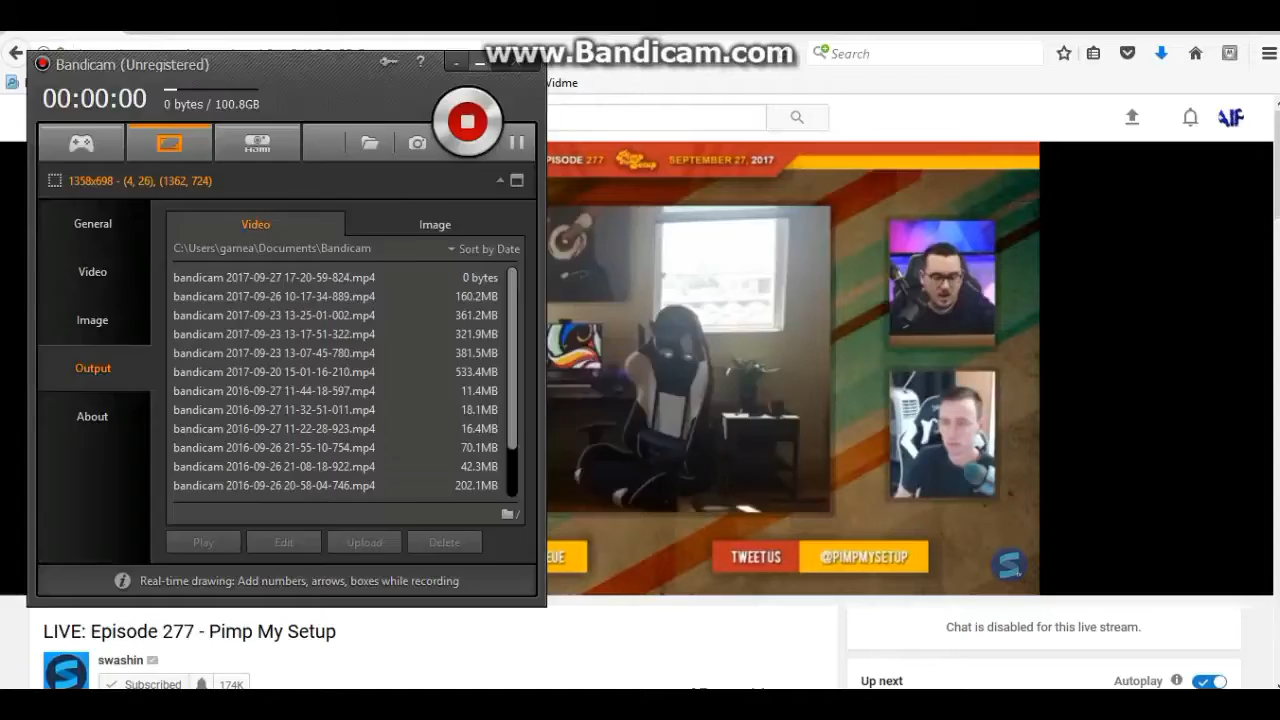 www.Bandicam.com
Search
Bandicam (Unregistered)
?
Vidme
00:00:00
0 bytes / 100.8GB
HDMI
1358x698 - (4, 26), (1362, 724)
General
Video
Image
Output
About
Video
Image
C:\Users\gamea\Documents\Bandicam
Sort by Date
bandicam 2017-09-27 17-20-59-824.mp4 0 bytes
bandicam 2017-09-26 10-17-34-889.mp4 160.2MB
bandicam 2017-09-23 13-25-01-002.mp4 361.2MB
bandicam 2017-09-23 13-17-51-322.mp4 321.9MB
bandicam 2017-09-23 13-07-45-780.mp4 381.5MB
bandicam 2017-09-20 15-01-16-210.mp4 533.4MB
bandicam 2016-09-27 11-44-18-597.mp4 11.4MB
bandicam 2016-09-27 11-32-51-011.mp4 18.1MB
bandicam 2016-09-27 11-22-28-923.mp4 16.4MB
bandicam 2016-09-26 21-55-10-754.mp4 70.1MB
bandicam 2016-09-26 21-08-18-922.mp4 42.3MB
bandicam 2016-09-26 20-58-04-746.mp4 202.1MB
Play
Edit
Upload
Delete
Real-time drawing: Add numbers, arrows, boxes while recording
PISODE 277
Pimp My Setup
SEPTEMBER 27, 2017
TWEET US
@PIMPMYSETUP
LIVE: Episode 277 - Pimp My Setup
swashin
Subscribed
174K
Chat is disabled for this live stream.
Up next
Autoplay